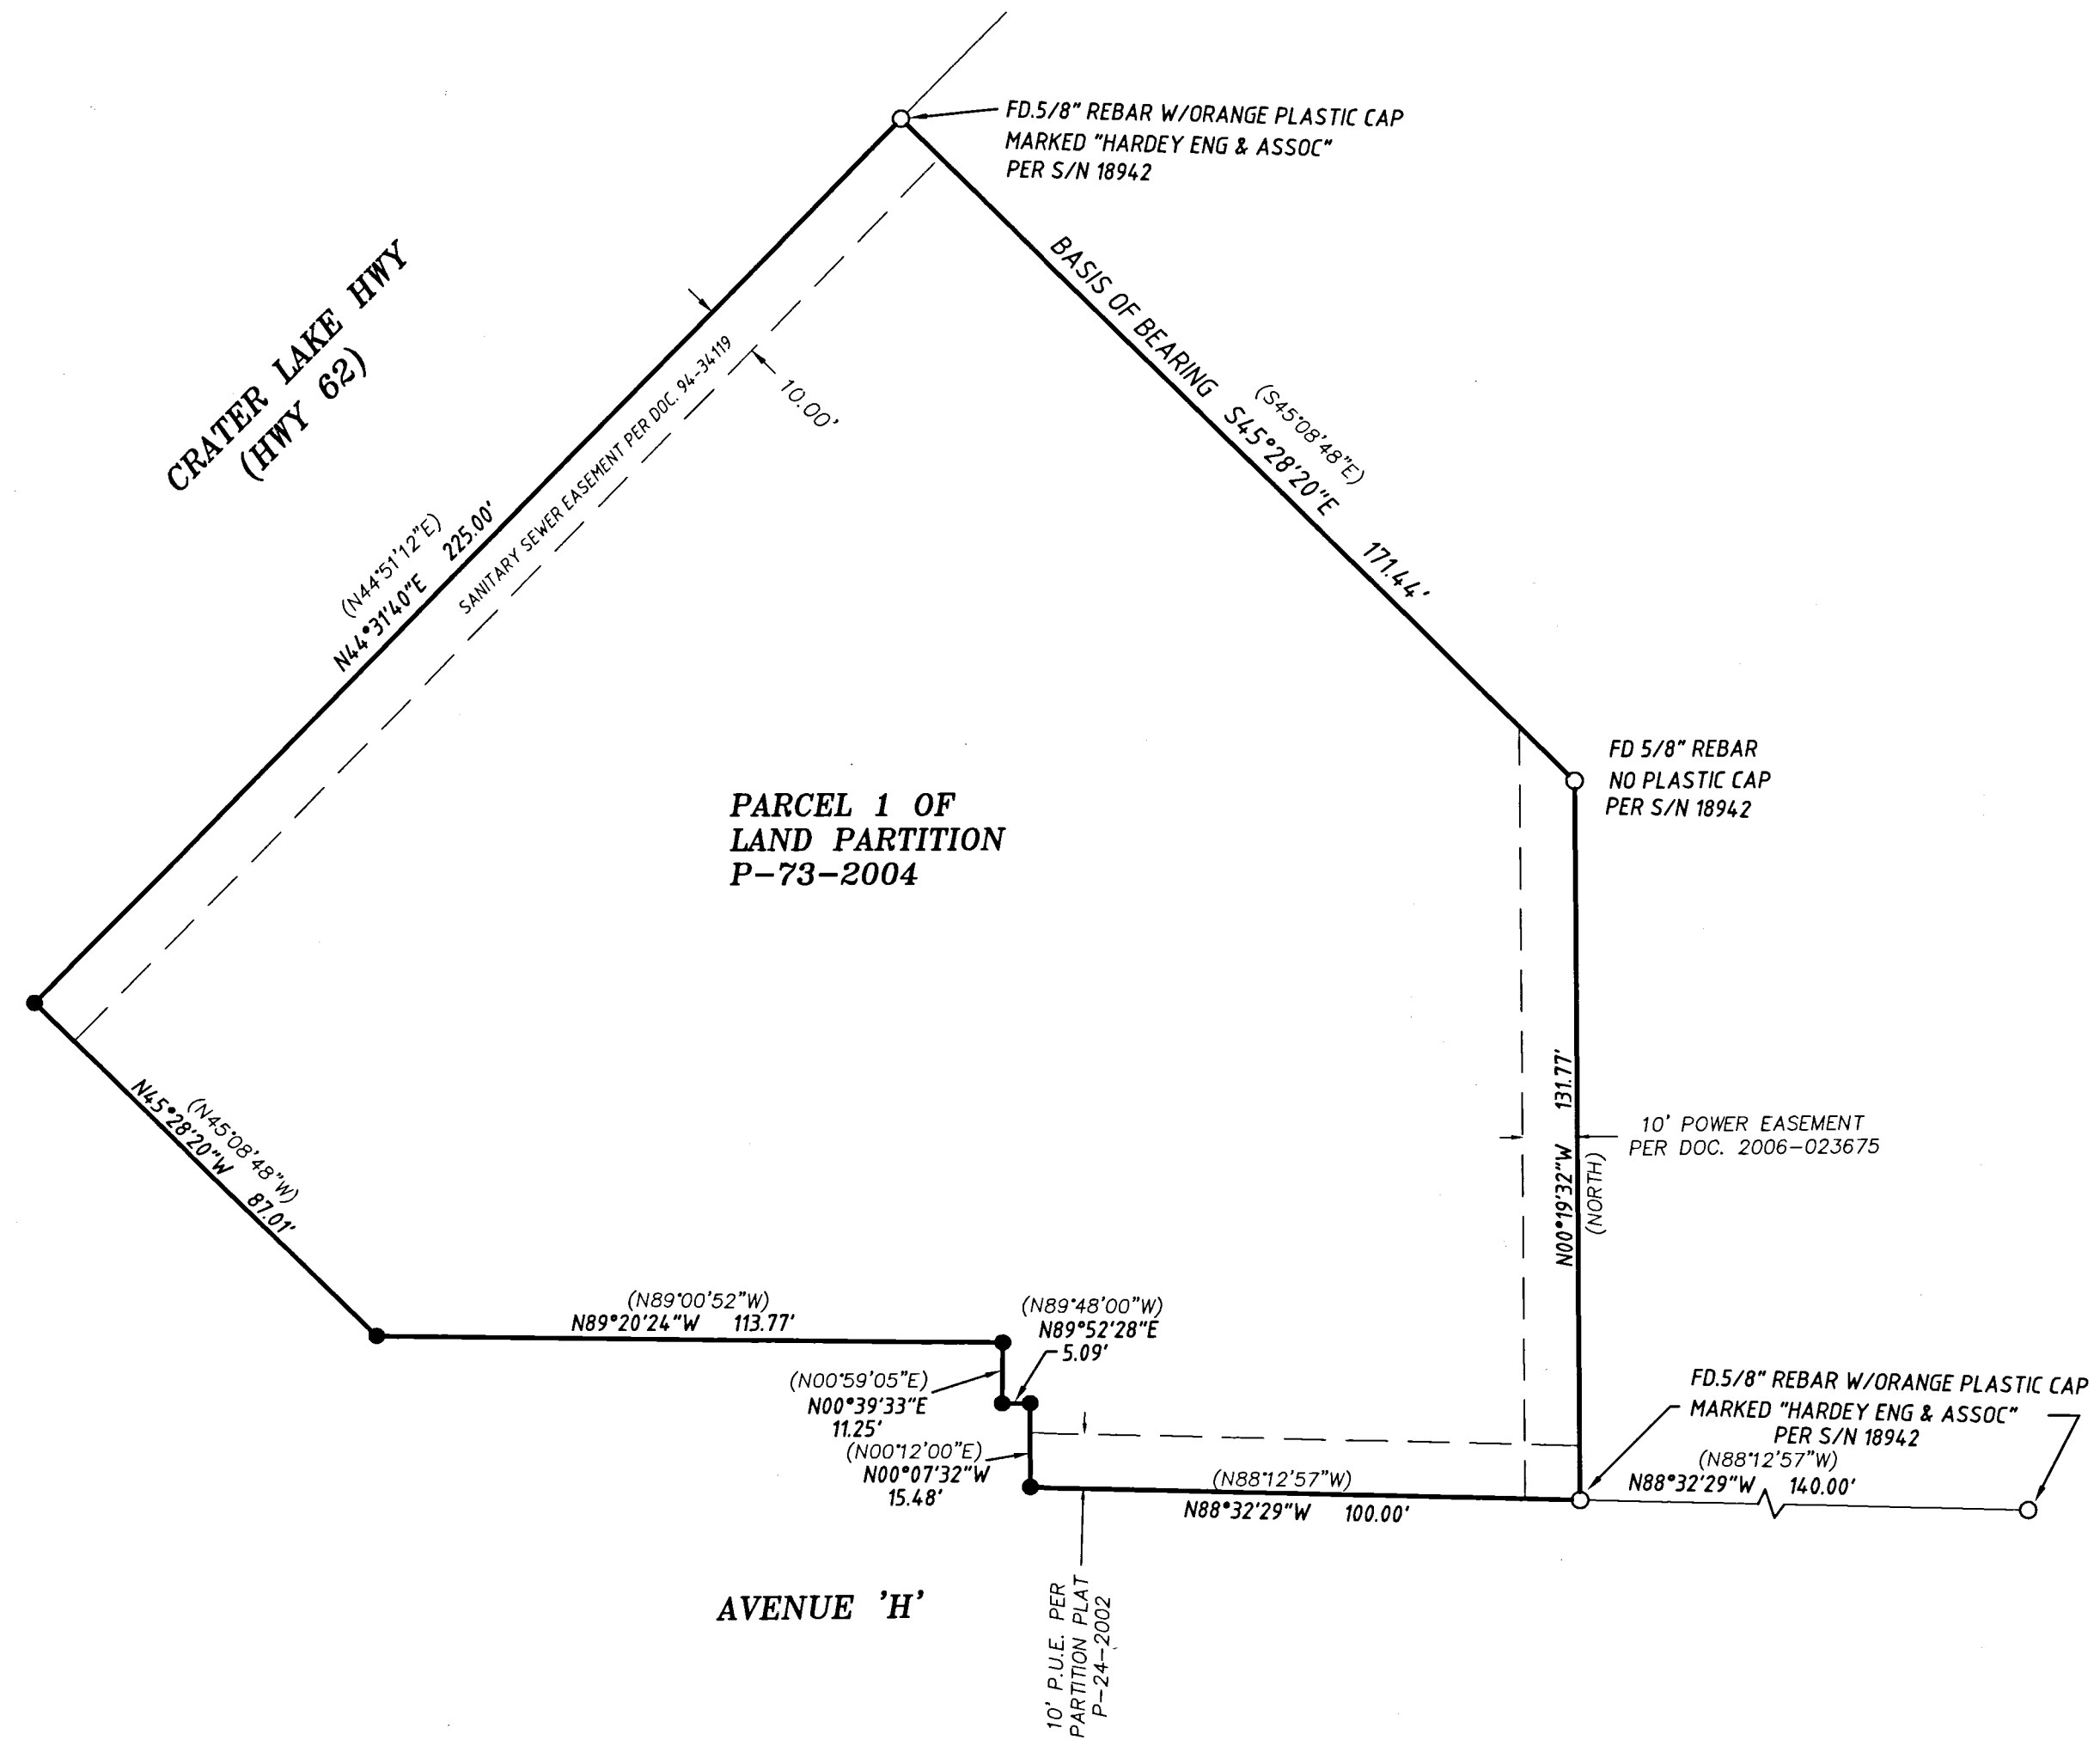 FD.5/8" REBAR W/ORANGE PLASTIC CAP
MARKED "HARDEY ENG & ASSOC"
PER S/N 18942
CRATER LAKE HWY
(HWY 62)
BASIS OF BEARING S45°28'20"E 171.44'
(S45°08'48"E)
10.00'
SANITARY SEWER EASEMENT PER DOC. 94-34119
(N44°51'12"E)
N44°31'40"E 225.00'
FD 5/8" REBAR
NO PLASTIC CAP
PER S/N 18942
PARCEL 1 OF
LAND PARTITION
P-73-2004
N00°19'32"W 131.77'
(NORTH)
10' POWER EASEMENT
PER DOC. 2006-023675
(N45°08'48"W)
N45°28'20"W 87.01'
(N89°00'52"W)
N89°20'24"W 113.77'
(N89°48'00"W)
N89°52'28"E
5.09'
(N00°59'05"E)
N00°39'33"E
11.25'
(N00°12'00"E)
N00°07'32"W
15.48'
(N88°12'57"W)
N88°32'29"W 100.00'
FD.5/8" REBAR W/ORANGE PLASTIC CAP
MARKED "HARDEY ENG & ASSOC"
PER S/N 18942
(N88°12'57"W)
N88°32'29"W 140.00'
AVENUE 'H'
10' P.U.E. PER
PARTITION PLAT
P-24-2002